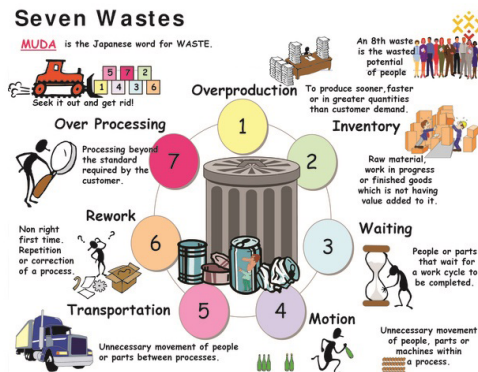 Seven Wastes
MUDA is the Japanese word for WASTE.
5 7 2
1 4 3 6
Seek it out and get rid!
An 8th waste
is the wasted
potential
of people
Overproduction
To produce sooner,faster
or in greater quantities
than customer demand.
1
Inventory
Raw material,
work in progress
or finished goods
which is not having
value added to it.
2
Waiting
People or parts
that wait for
a work cycle to
be completed.
3
Motion
Unnecessary movement
of people, parts or
machines within
a process.
4
Transportation
Unnecessary movement of people
or parts between processes.
5
Rework
Non right
first time.
Repetition
or correction
of a process.
6
Over Processing
Processing beyond
the standard
required by the
customer.
7